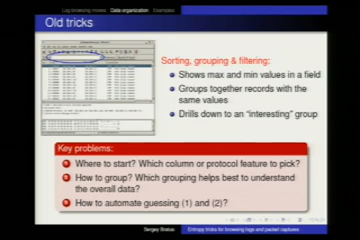 Log browsing moves Data organization Examples
Old tricks
Sorting, grouping & filtering:
Shows max and min values in a field
Groups together records with the
same values
Drills down to an "interesting" group
Key problems:
1 Where to start? Which column or protocol feature to pick?
2 How to group? Which grouping helps best to understand
the overall data?
3 How to automate guessing (1) and (2)?
Sergey Bratus
Entropy tricks for browsing logs and packet captures